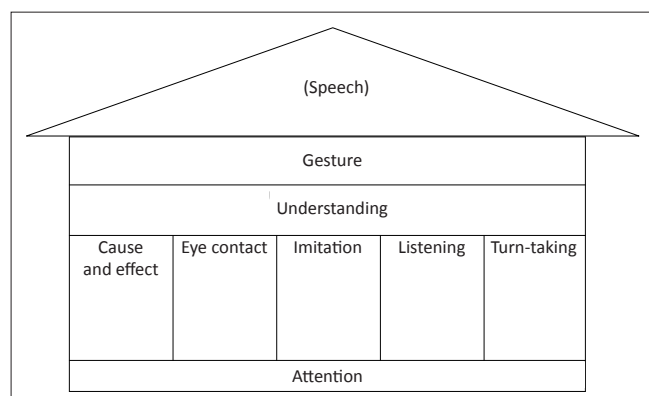 (Speech)
Gesture
Understanding
Cause
and effect
Eye contact
Imitation
Listening
Turn-taking
Attention